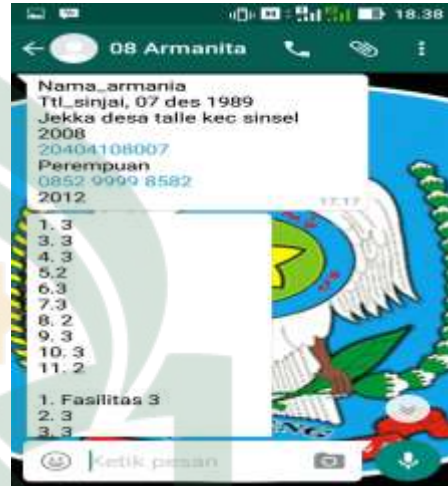 18.38
08 Armanita
Nama_armania
Ttl_sinjai, 07 des 1989
Jekka desa talle kec sinsel
2008
20404108007
Perempuan
0852 9999 8582
2012
17.17
1. 3
3. 3
4. 3
5.2
6.3
7.3
8. 2
9. 3
10. 3
11. 2
1. Fasilitas 3
2. 3
3. 3
Ketik pesan